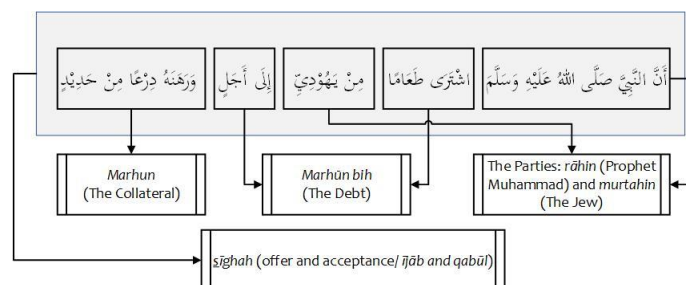 أَنَّ النَّبِيَّ صَلَّى اللهُ عَلَيْهِ وَسَلَّمَ اشْتَرَى طَعَامًا مِنْ يَهُوْدِيِّ إِلَى أَجَلٍ وَرَهَنَهُ دِرْعًا مِنْ حَدِيْدٍ
Marhun
(The Collateral)
Marhūn bih
(The Debt)
The Parties: rāhin (Prophet
Muhammad) and murtahin
(The Jew)
sīghah (offer and acceptance/ ījāb and qabūl)